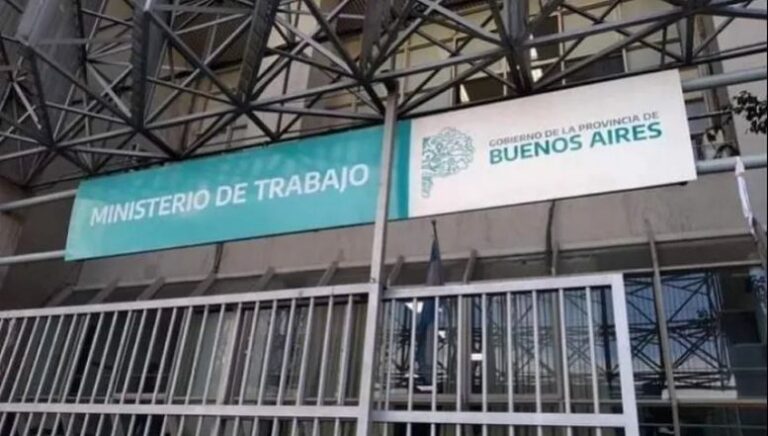 MINISTERIO DE TRABAJO
GOBIERNO DE LA PROVINCIA DE
BUENOS AIRES